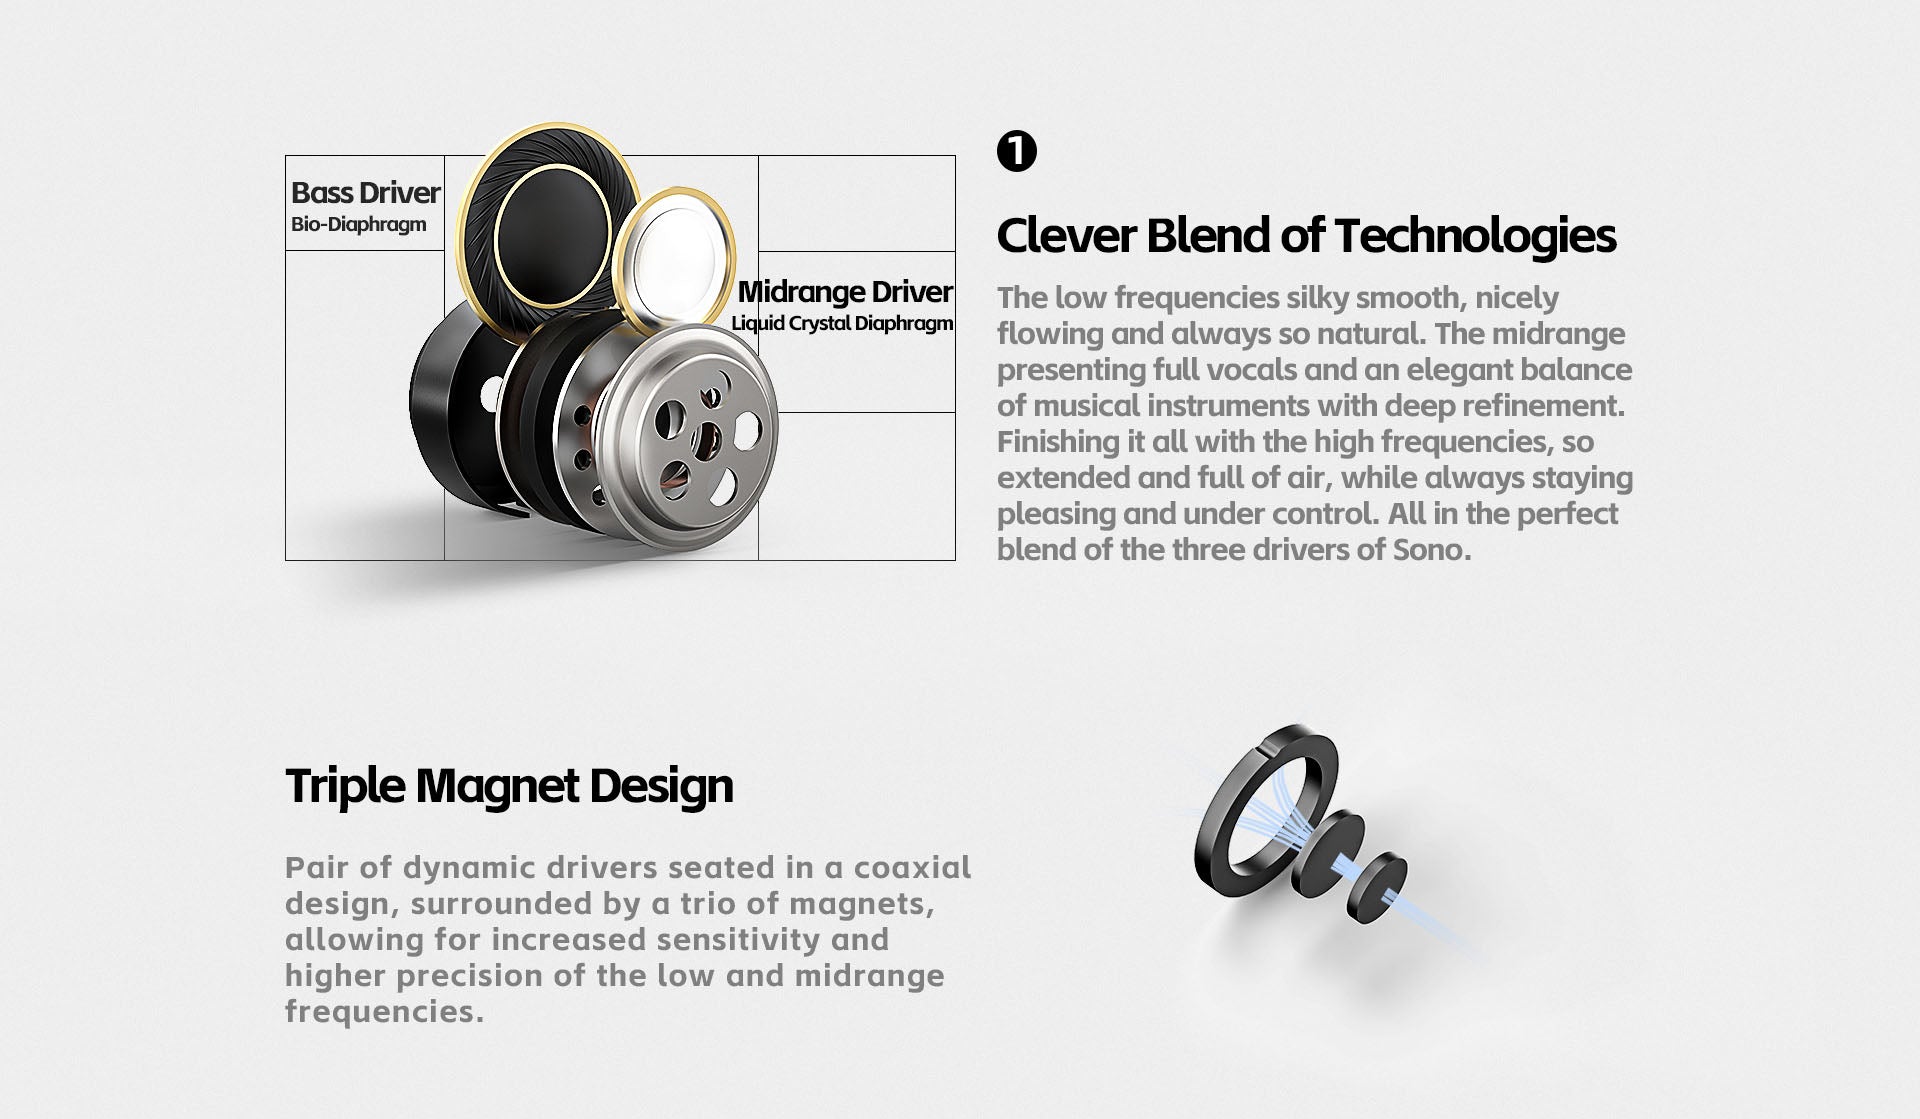 Bass Driver
Bio-Diaphragm
Midrange Driver
Liquid Crystal Diaphragm
1
Clever Blend of Technologies
The low frequencies silky smooth, nicely
flowing and always so natural. The midrange
presenting full vocals and an elegant balance
of musical instruments with deep refinement.
Finishing it all with the high frequencies, so
extended and full of air, while always staying
pleasing and under control. All in the perfect
blend of the three drivers of Sono.
Triple Magnet Design
Pair of dynamic drivers seated in a coaxial
design, surrounded by a trio of magnets,
allowing for increased sensitivity and
higher precision of the low and midrange
frequencies.